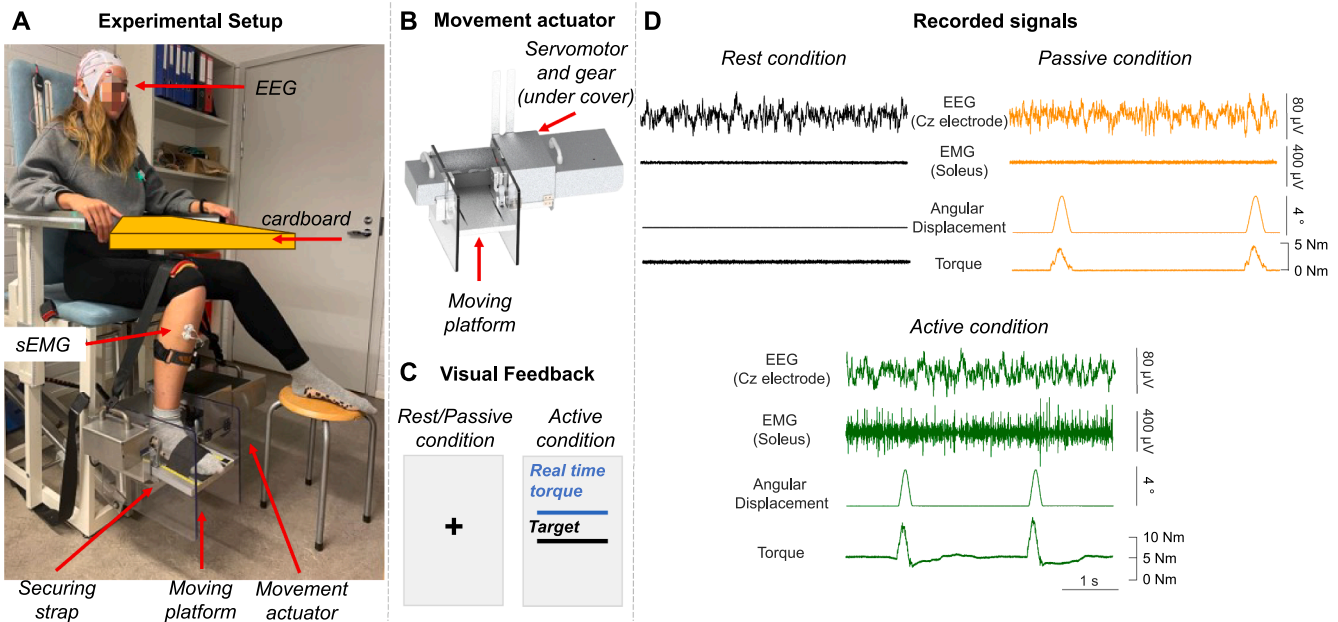 A Experimental Setup
EEG
cardboard
sEMG
Securing
strap
Moving
platform
Movement
actuator
B Movement actuator
Servomotor
and gear
(under cover)
Moving
platform
C Visual Feedback
Rest/Passive
condition
+
Active
condition
Real time
torque
Target
D Recorded signals
Rest condition
Passive condition
EEG
(Cz electrode)
80 µV
EMG
(Soleus)
400 µV
Angular
Displacement
4 °
Torque
5 Nm
0 Nm
Active condition
EEG
(Cz electrode)
80 µV
EMG
(Soleus)
400 µV
Angular
Displacement
4 °
Torque
10 Nm
5 Nm
0 Nm
1 s